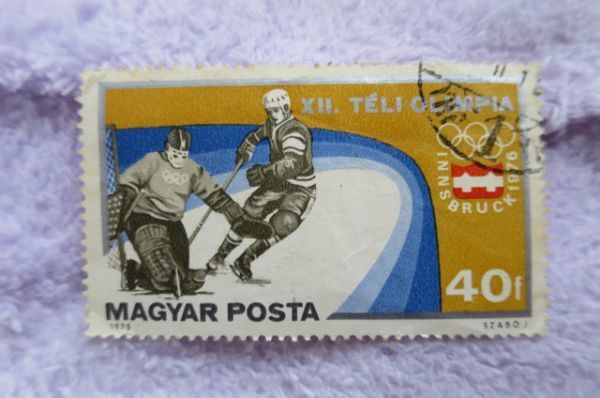 XII. TÉLI OLIMPIA
INNSBRUCK 1976
40f
MAGYAR POSTA
1975
SZABÓ J.